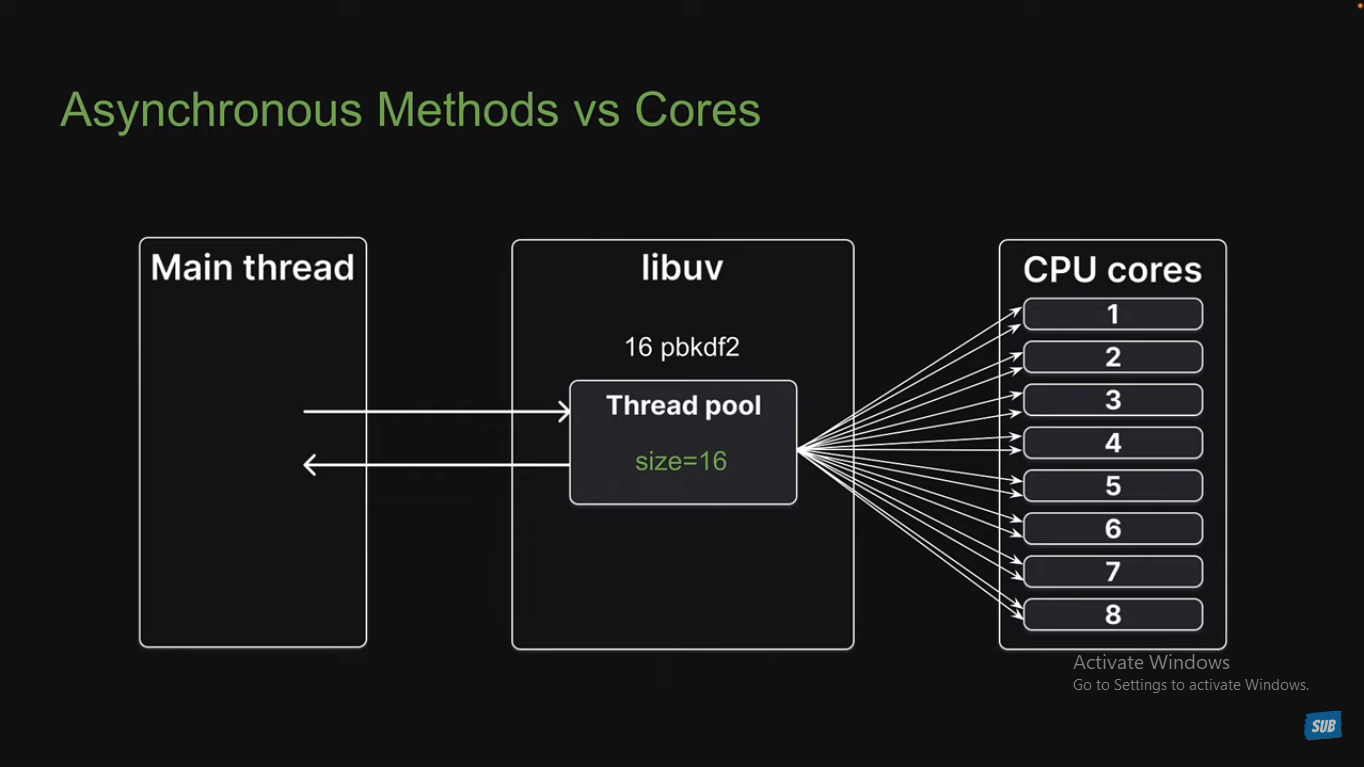 Asynchronous Methods vs Cores
Main thread
libuv
16 pbkdf2
Thread pool
size=16
CPU cores
1
2
3
4
5
6
7
8
Activate Windows
Go to Settings to activate Windows.
SUB